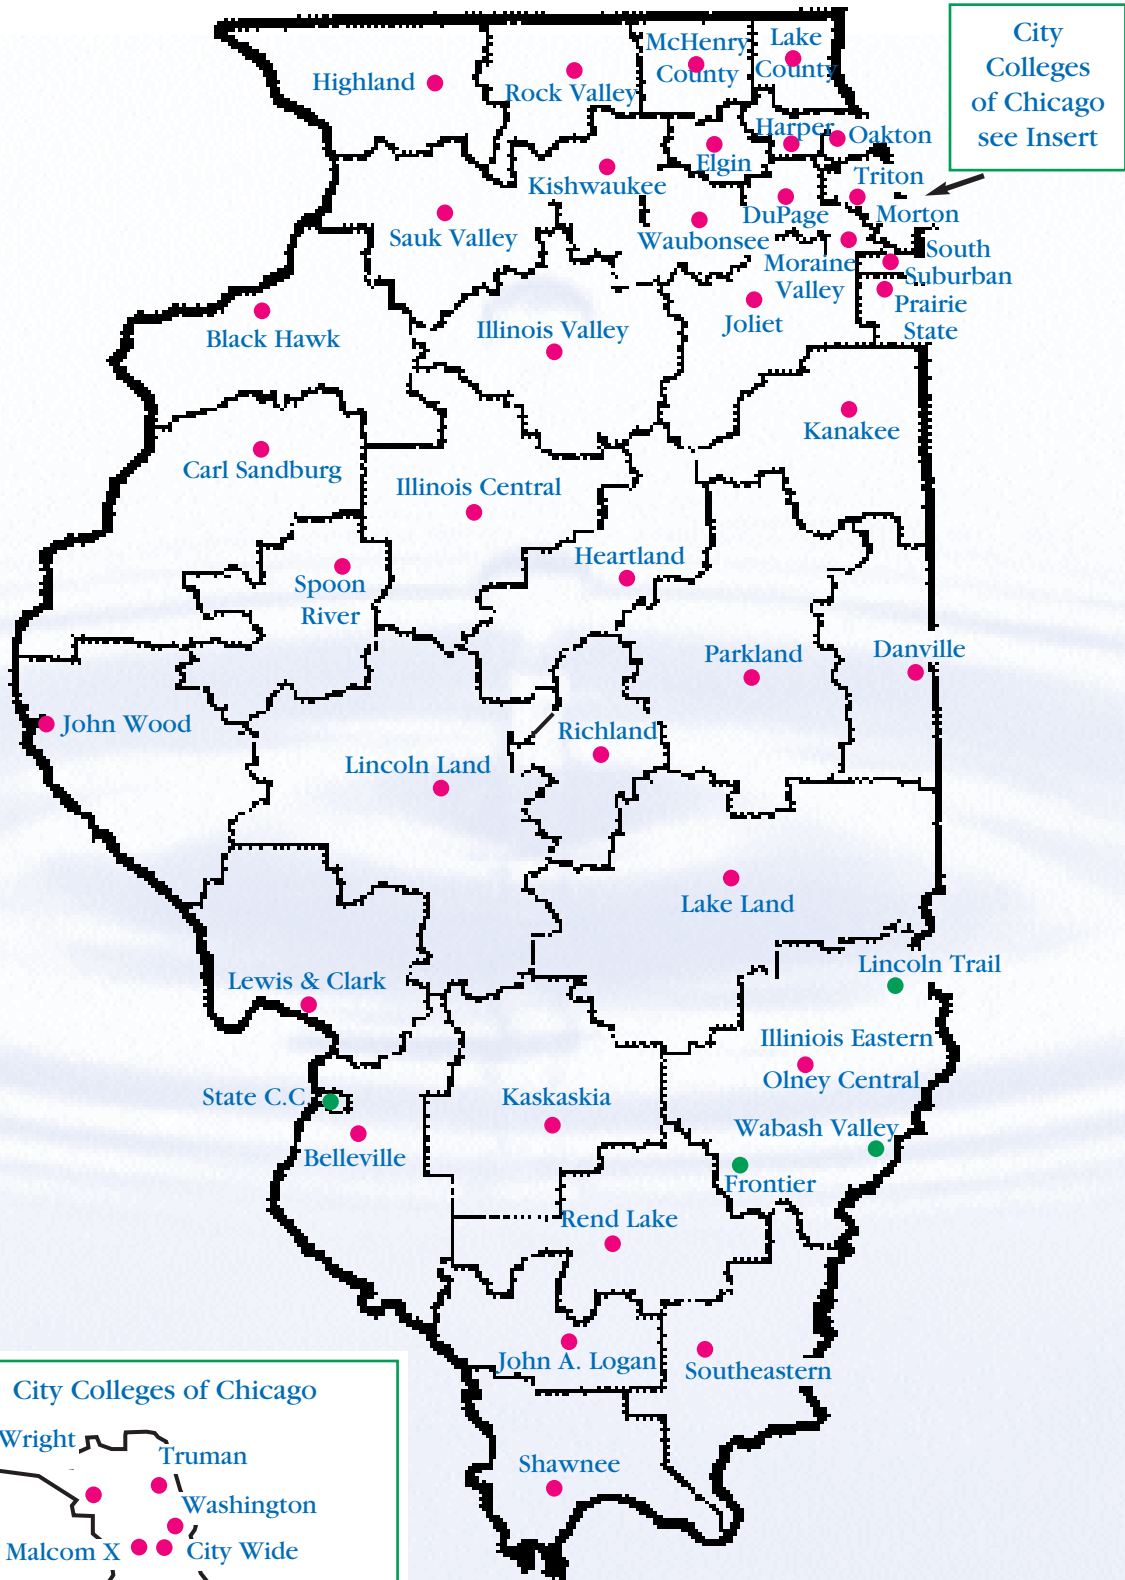 City
Colleges
of Chicago
see Insert
McHenry
County
Lake
County
Highland
Rock Valley
Harper
Oakton
Elgin
Triton
Kishwaukee
DuPage
Morton
Sauk Valley
Waubonsee
South
Suburban
Moraine
Valley
Prairie
State
Joliet
Black Hawk
Illinois Valley
Kanakee
Carl Sandburg
Illinois Central
Heartland
Spoon
River
Parkland
Danville
John Wood
Richland
Lincoln Land
Lake Land
Lincoln Trail
Lewis & Clark
Illiniois Eastern
Olney Central
State C.C.
Kaskaskia
Wabash Valley
Belleville
Frontier
Rend Lake
John A. Logan
Southeastern
Shawnee
City Colleges of Chicago
Wright
Truman
Washington
Malcom X
City Wide